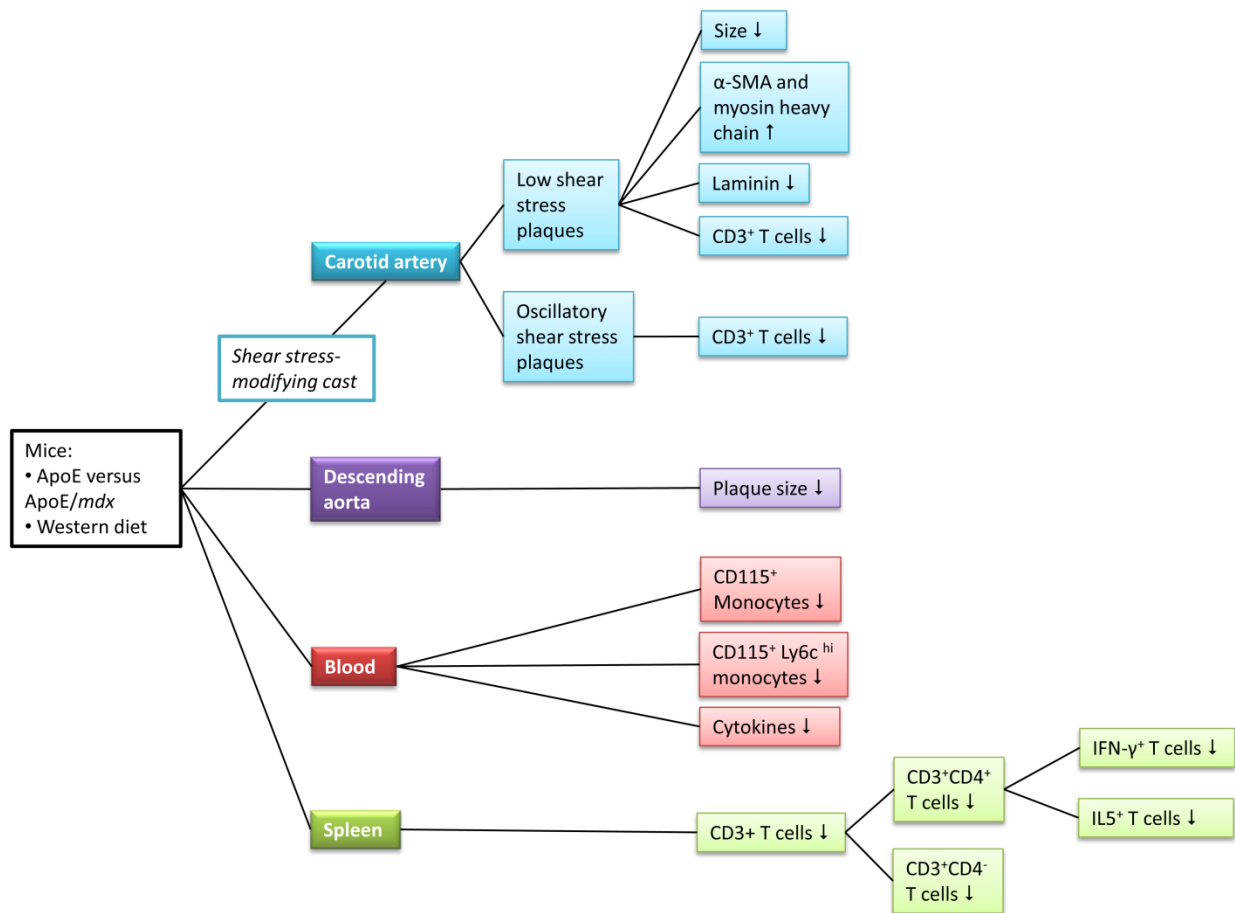 Mice:
• ApoE versus
ApoE/mdx
• Western diet
Shear stress-
modifying cast
Carotid artery
Low shear
stress
plaques
Size ↓
α-SMA and
myosin heavy
chain ↑
Laminin ↓
CD3⁺ T cells ↓
Oscillatory
shear stress
plaques
CD3⁺ T cells ↓
Descending
aorta
Plaque size ↓
Blood
CD115⁺
Monocytes ↓
CD115⁺ Ly6c ʰⁱ
monocytes ↓
Cytokines ↓
Spleen
CD3+ T cells ↓
CD3⁺CD4⁺
T cells ↓
IFN-γ⁺ T cells ↓
IL5⁺ T cells ↓
CD3⁺CD4⁻
T cells ↓